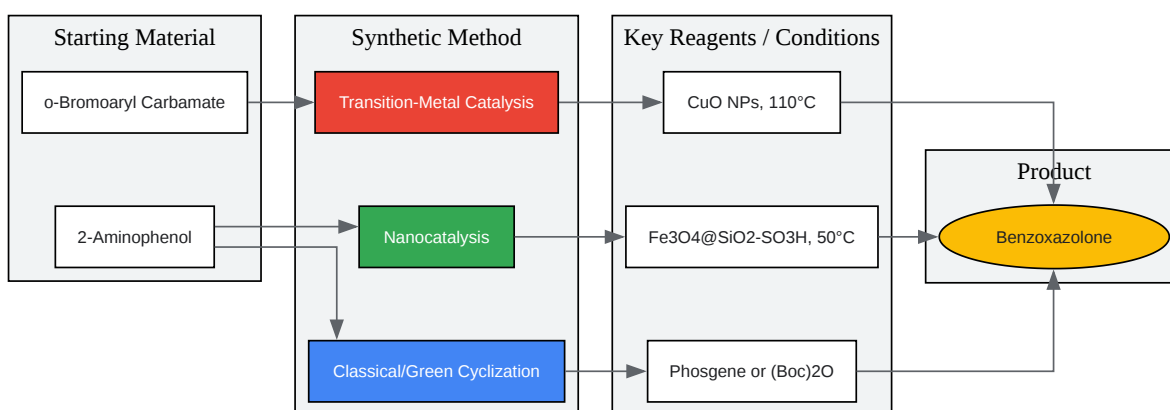 Starting Material
Synthetic Method
Key Reagents / Conditions
o-Bromoaryl Carbamate
Transition-Metal Catalysis
CuO NPs, 110°C
Product
2-Aminophenol
Nanocatalysis
Fe3O4@SiO2-SO3H, 50°C
Benzoxazolone
Classical/Green Cyclization
Phosgene or (Boc)2O